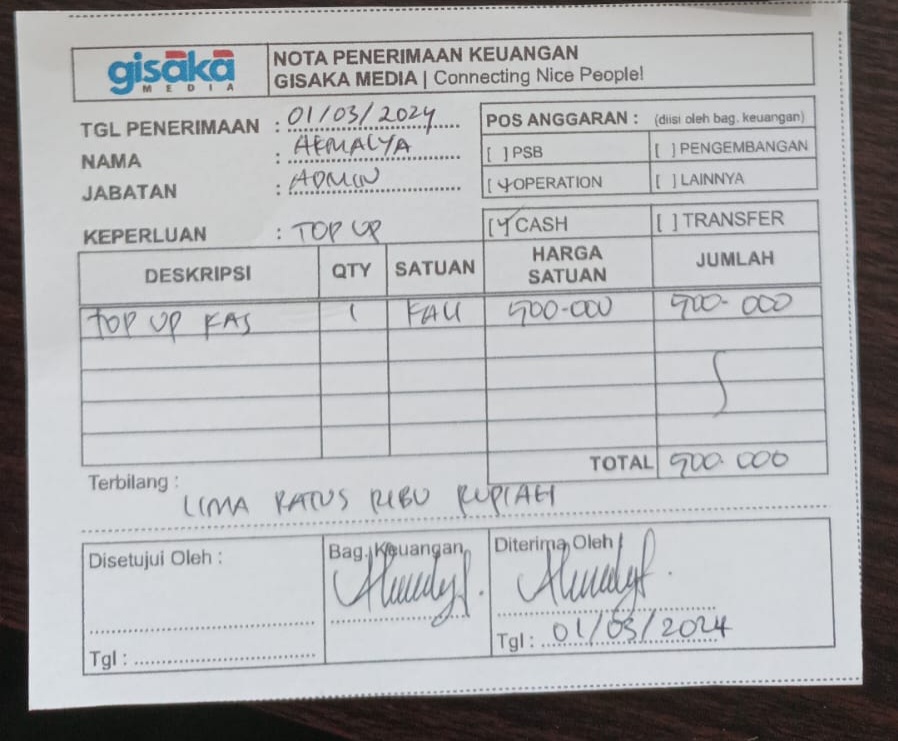 gisaka
MEDIA
NOTA PENERIMAAN KEUANGAN
GISAKA MEDIA | Connecting Nice People!
TGL PENERIMAAN : 01/03/2024
NAMA : AEMALYA
JABATAN : ADMIN
KEPERLUAN : TOP UP
POS ANGGARAN : (diisi oleh bag. keuangan)
[ ] PSB [ ] PENGEMBANGAN
[✓] OPERATION [ ] LAINNYA
[✓] CASH [ ] TRANSFER
DESKRIPSI QTY SATUAN HARGA SATUAN JUMLAH
TOP UP KAS 1 KALI 500.000 500.000
TOTAL 500.000
Terbilang :
LIMA RATUS RIBU RUPIAH
Disetujui Oleh : Bag. Keuangan Diterima Oleh
Tgl : Tgl : 01/03/2024